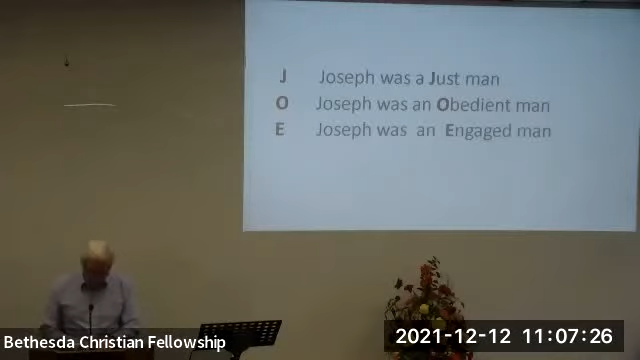 J Joseph was a Just man
O Joseph was an Obedient man
E Joseph was an Engaged man
Bethesda Christian Fellowship
2021-12-12 11:07:26